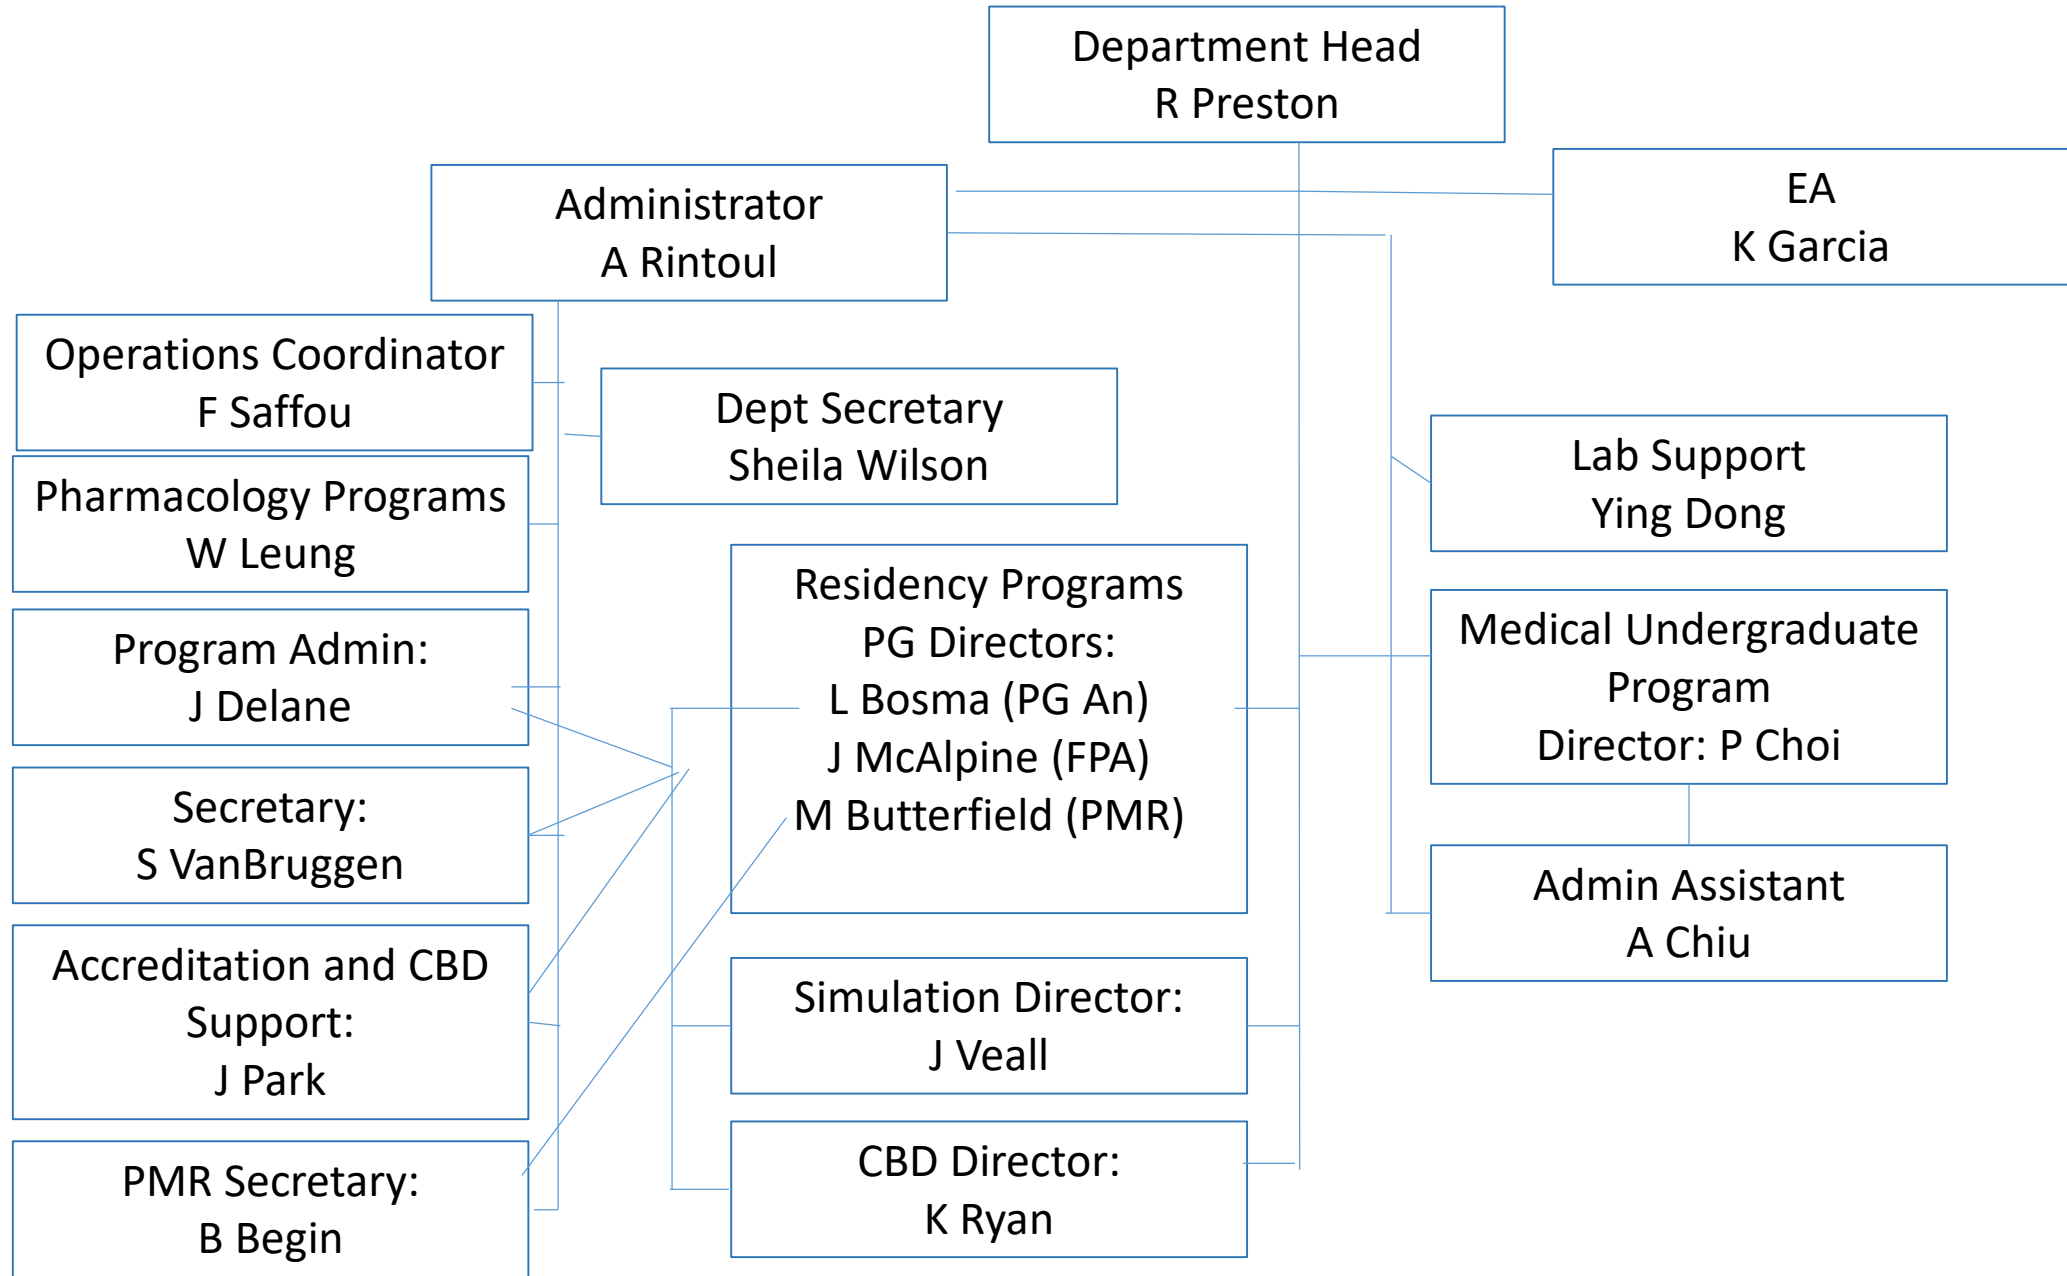 Department Head
R Preston
Administrator
A Rintoul
EA
K Garcia
Operations Coordinator
F Saffou
Dept Secretary
Sheila Wilson
Lab Support
Ying Dong
Pharmacology Programs
W Leung
Residency Programs
PG Directors:
L Bosma (PG An)
J McAlpine (FPA)
M Butterfield (PMR)
Medical Undergraduate
Program
Director: P Choi
Program Admin:
J Delane
Secretary:
S VanBruggen
Admin Assistant
A Chiu
Accreditation and CBD
Support:
J Park
Simulation Director:
J Veall
PMR Secretary:
B Begin
CBD Director:
K Ryan